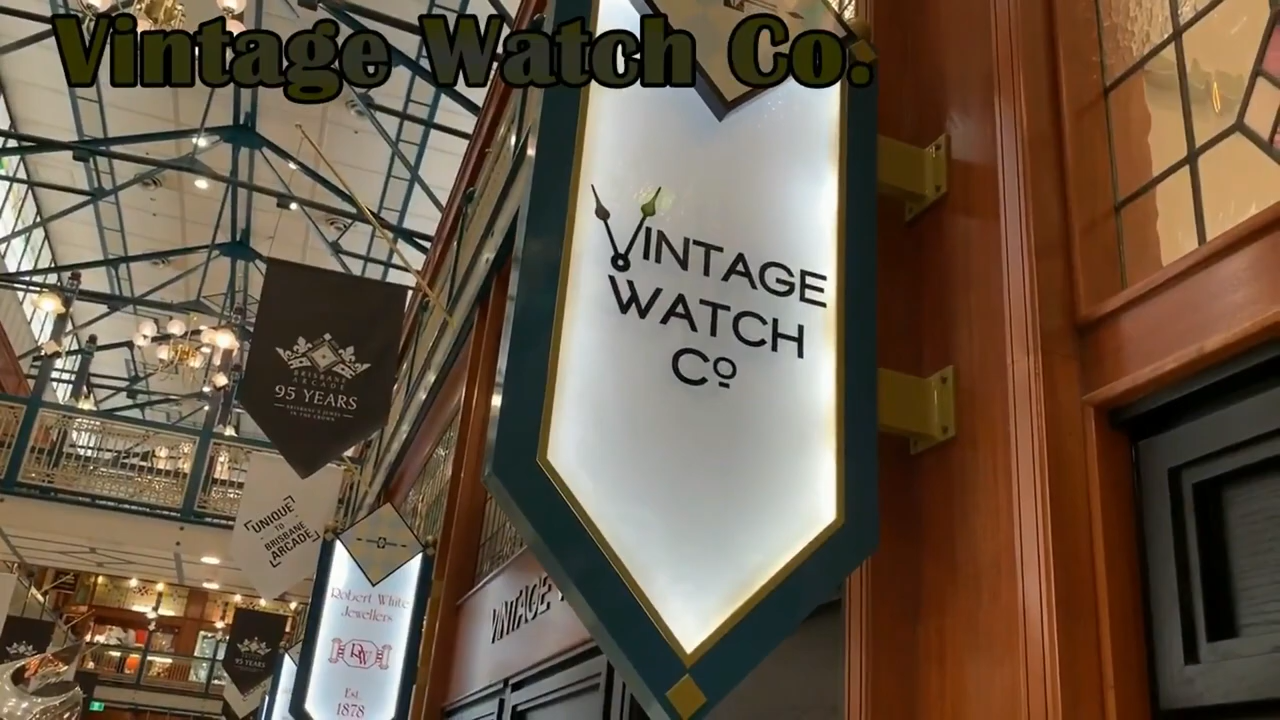 Vintage Watch Co.
VINTAGE
WATCH
Co
BRISBANE
ARCADE
95 YEARS
BRISBANE'S JEWEL
IN THE CROWN
UNIQUE
TO
BRISBANE
ARCADE
Robert White
Jewellers
RW
Est.
1878
VINTAGE
95 YEARS